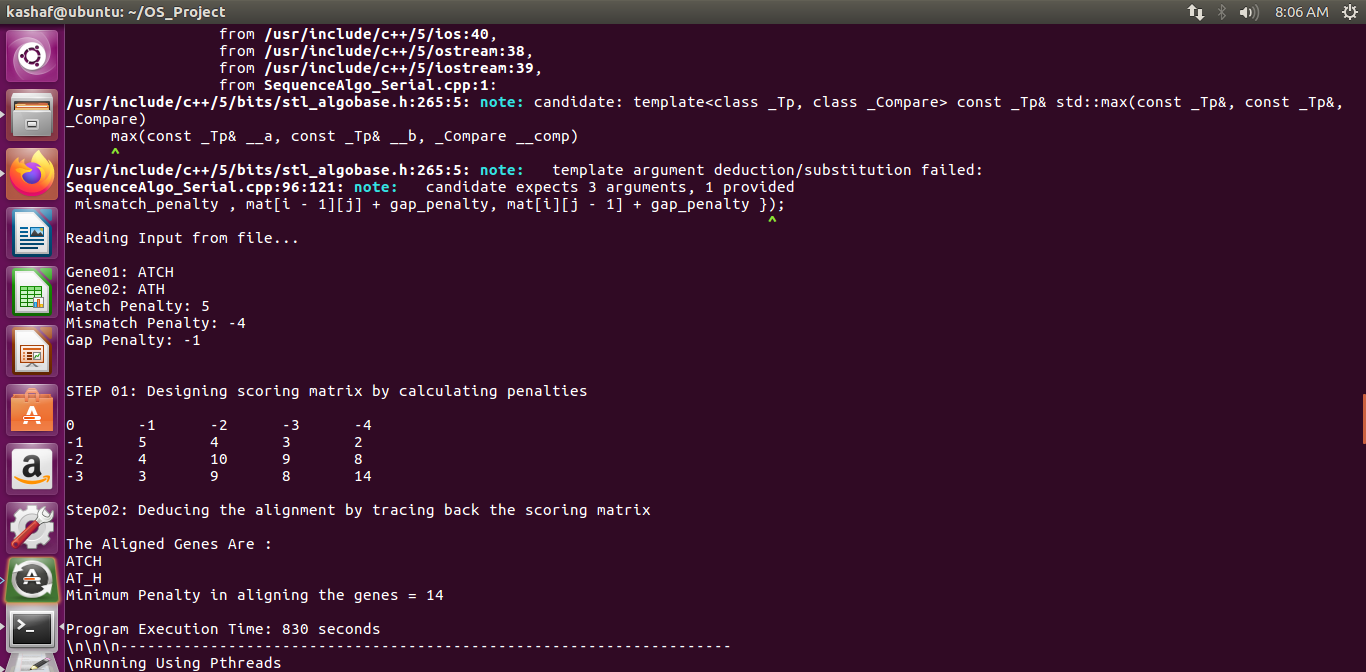 kashaf@ubuntu: ~/OS_Project
8:06 AM
from /usr/include/c++/5/ios:40,
from /usr/include/c++/5/ostream:38,
from /usr/include/c++/5/iostream:39,
from SequenceAlgo_Serial.cpp:1:
/usr/include/c++/5/bits/stl_algobase.h:265:5: note: candidate: template<class _Tp, class _Compare> const _Tp& std::max(const _Tp&, const _Tp&,
_Compare)
max(const _Tp& __a, const _Tp& __b, _Compare __comp)
^
/usr/include/c++/5/bits/stl_algobase.h:265:5: note:   template argument deduction/substitution failed:
SequenceAlgo_Serial.cpp:96:121: note:   candidate expects 3 arguments, 1 provided
mismatch_penalty , mat[i - 1][j] + gap_penalty, mat[i][j - 1] + gap_penalty });
^
Reading Input from file...
Gene01: ATCH
Gene02: ATH
Match Penalty: 5
Mismatch Penalty: -4
Gap Penalty: -1
STEP 01: Designing scoring matrix by calculating penalties
0 -1 -2 -3 -4
-1 5 4 3 2
-2 4 10 9 8
-3 3 9 8 14
Step02: Deducing the alignment by tracing back the scoring matrix
The Aligned Genes Are :
ATCH
AT_H
Minimum Penalty in aligning the genes = 14
Program Execution Time: 830 seconds
\n\n\n--------------------------------------------------------------------
\nRunning Using Pthreads